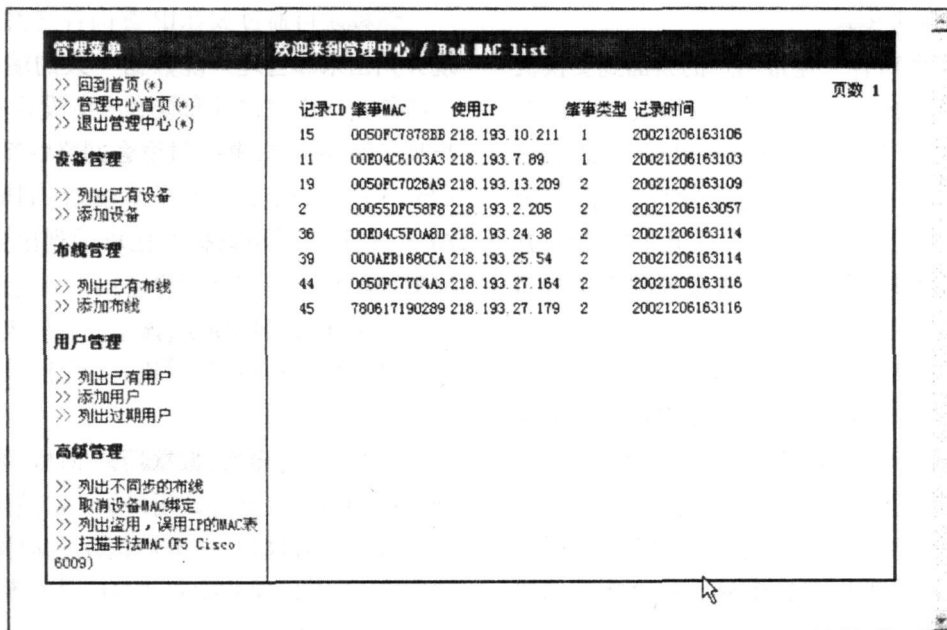 管理菜单
欢迎来到管理中心 / Bad MAC list
>> 回到首页(*)
>> 管理中心首页(*)
>> 退出管理中心(*)
设备管理
>> 列出已有设备
>> 添加设备
布线管理
>> 列出已有布线
>> 添加布线
用户管理
>> 列出已有用户
>> 添加用户
>> 列出过期用户
高级管理
>> 列出不同步的布线
>> 取消设备MAC绑定
>> 列出盗用，误用IP的MAC表
>> 扫描非法MAC(F5 Cisco
6009)
页数 1
记录ID 肇事MAC 使用IP 肇事类型 记录时间
15 0050FC7878BB 218.193.10.211 1 20021206163106
11 00E04C6103A3 218.193.7.89 1 20021206163103
19 0050FC7026A9 218.193.13.209 2 20021206163109
2 00055DFC58F8 218.193.2.205 2 20021206163057
36 00E04C5F0A8D 218.193.24.38 2 20021206163114
39 000AEB168CCA 218.193.25.54 2 20021206163114
44 0050FC77C4A3 218.193.27.164 2 20021206163116
45 780617190289 218.193.27.179 2 20021206163116